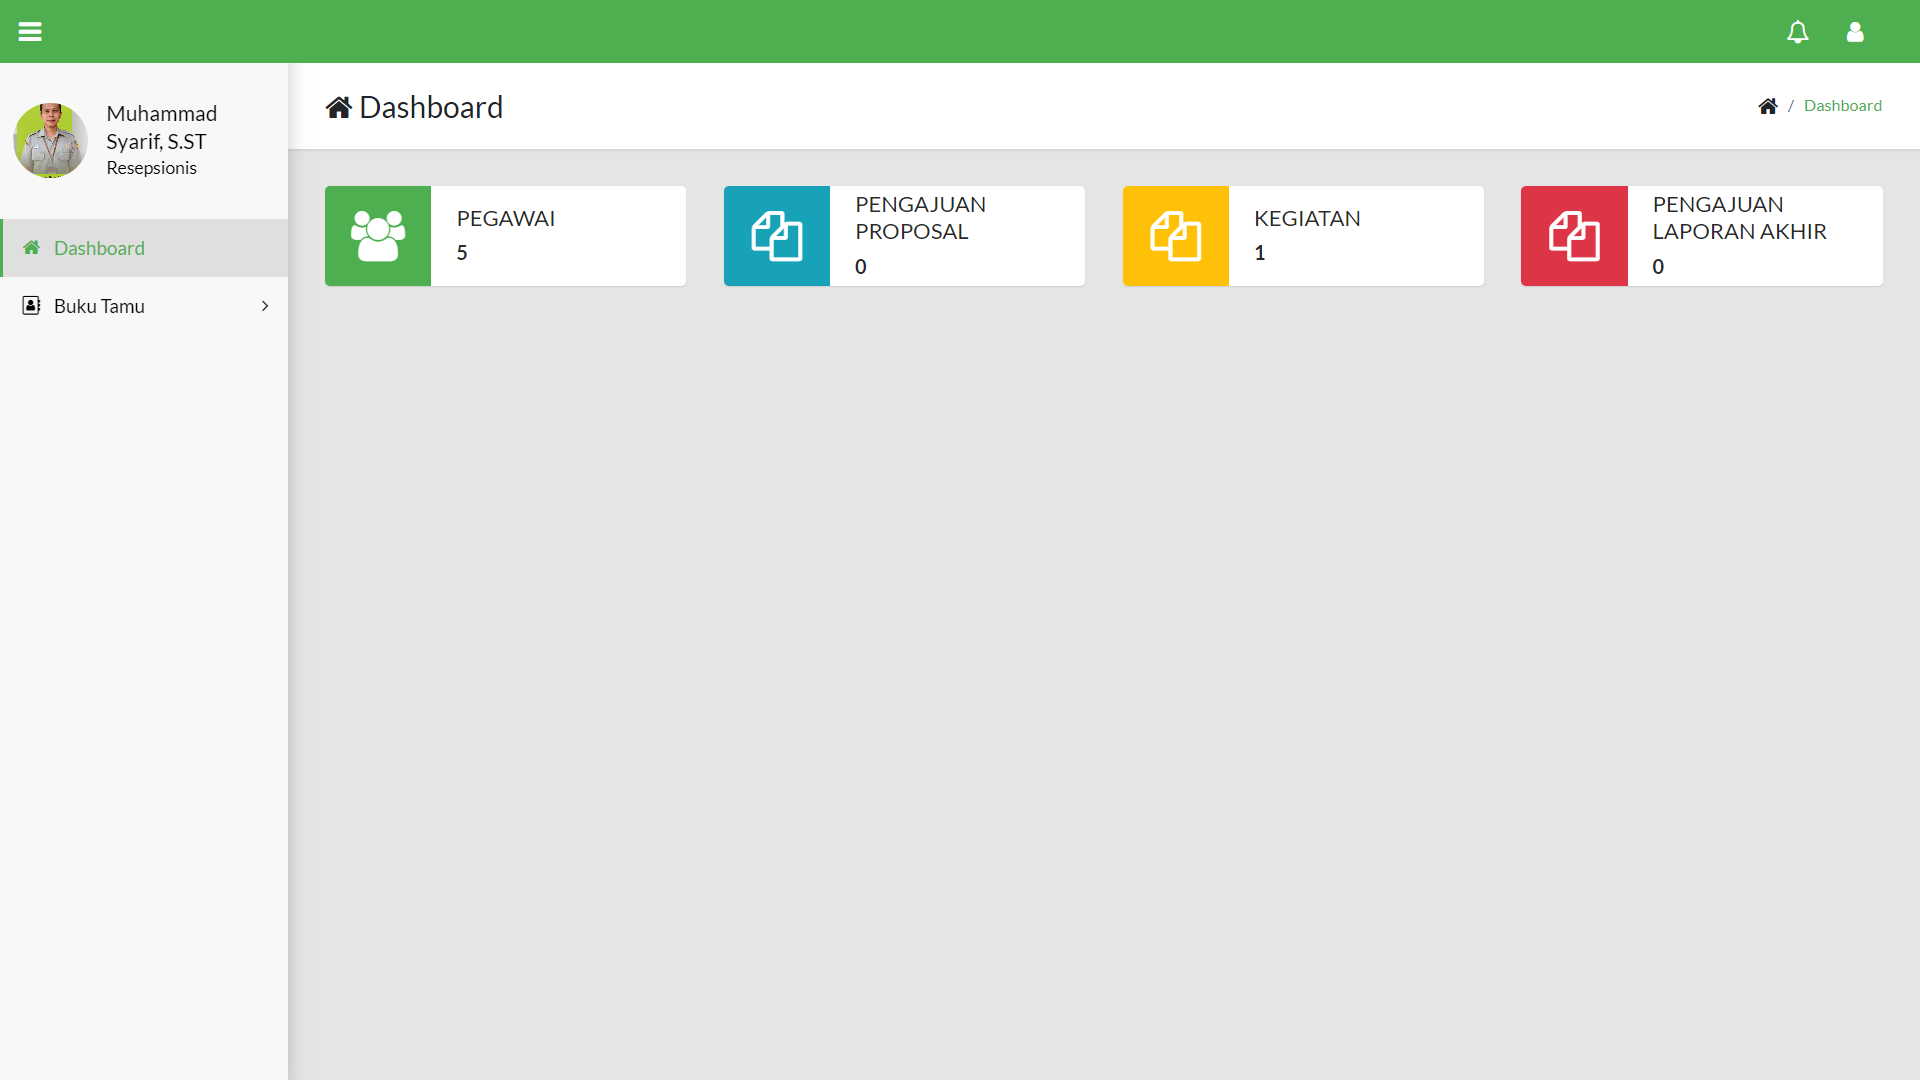 Muhammad
Syarif, S.ST
Resepsionis
Dashboard
Buku Tamu
Dashboard
/ Dashboard
PEGAWAI
5
PENGAJUAN
PROPOSAL
0
KEGIATAN
1
PENGAJUAN
LAPORAN AKHIR
0